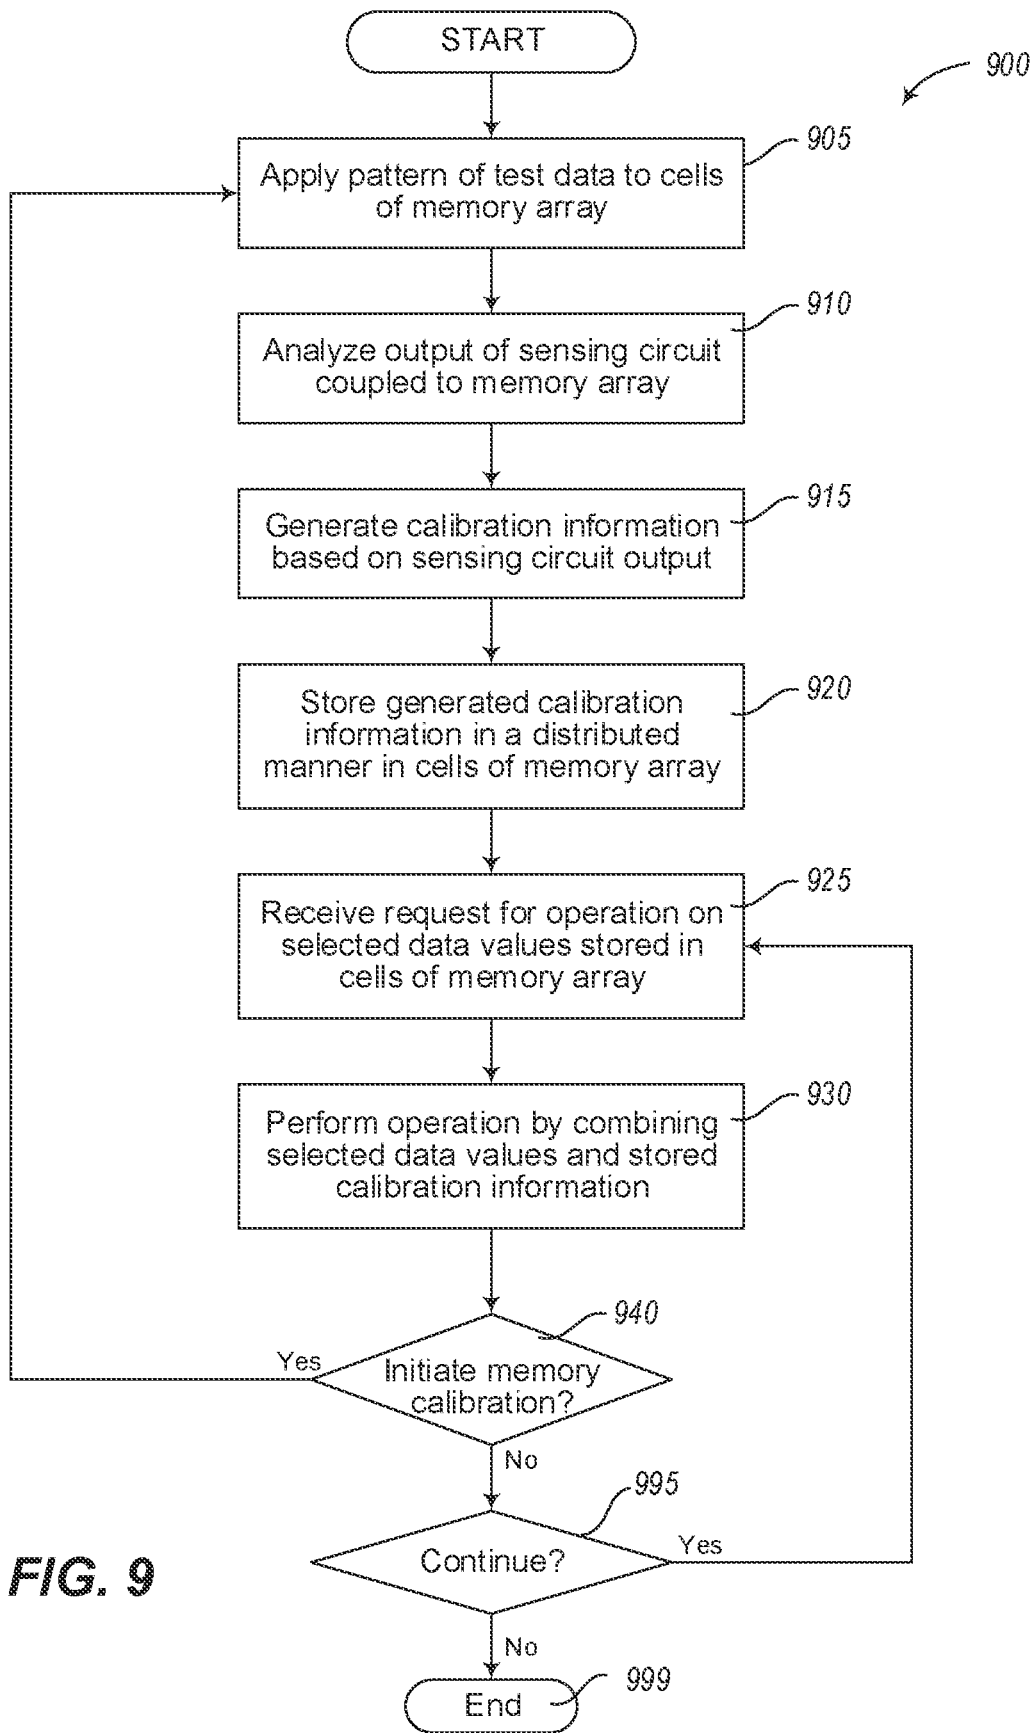 START
900
905
Apply pattern of test data to cells
of memory array
910
Analyze output of sensing circuit
coupled to memory array
915
Generate calibration information
based on sensing circuit output
920
Store generated calibration
information in a distributed
manner in cells of memory array
925
Receive request for operation on
selected data values stored in
cells of memory array
930
Perform operation by combining
selected data values and stored
calibration information
940
Yes
Initiate memory
calibration?
No
995
Continue?
Yes
FIG. 9
No
End
999